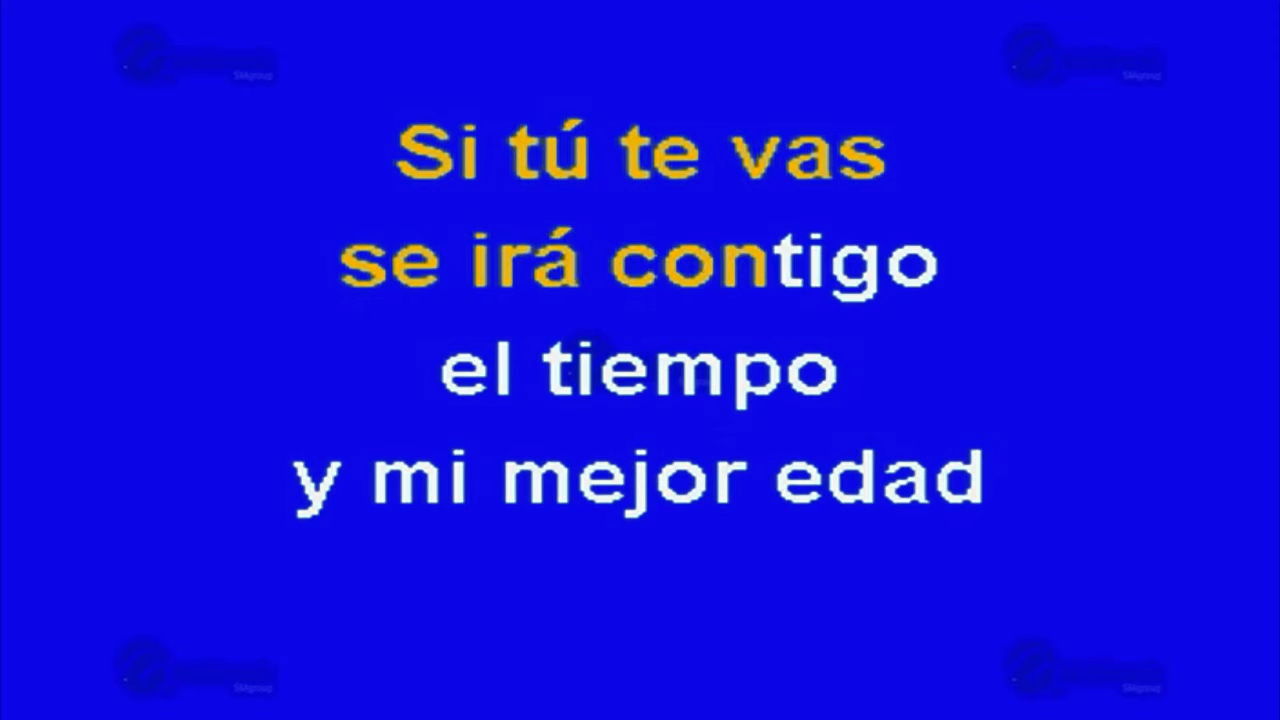 Si tú te vas
se irá contigo
el tiempo
y mi mejor edad